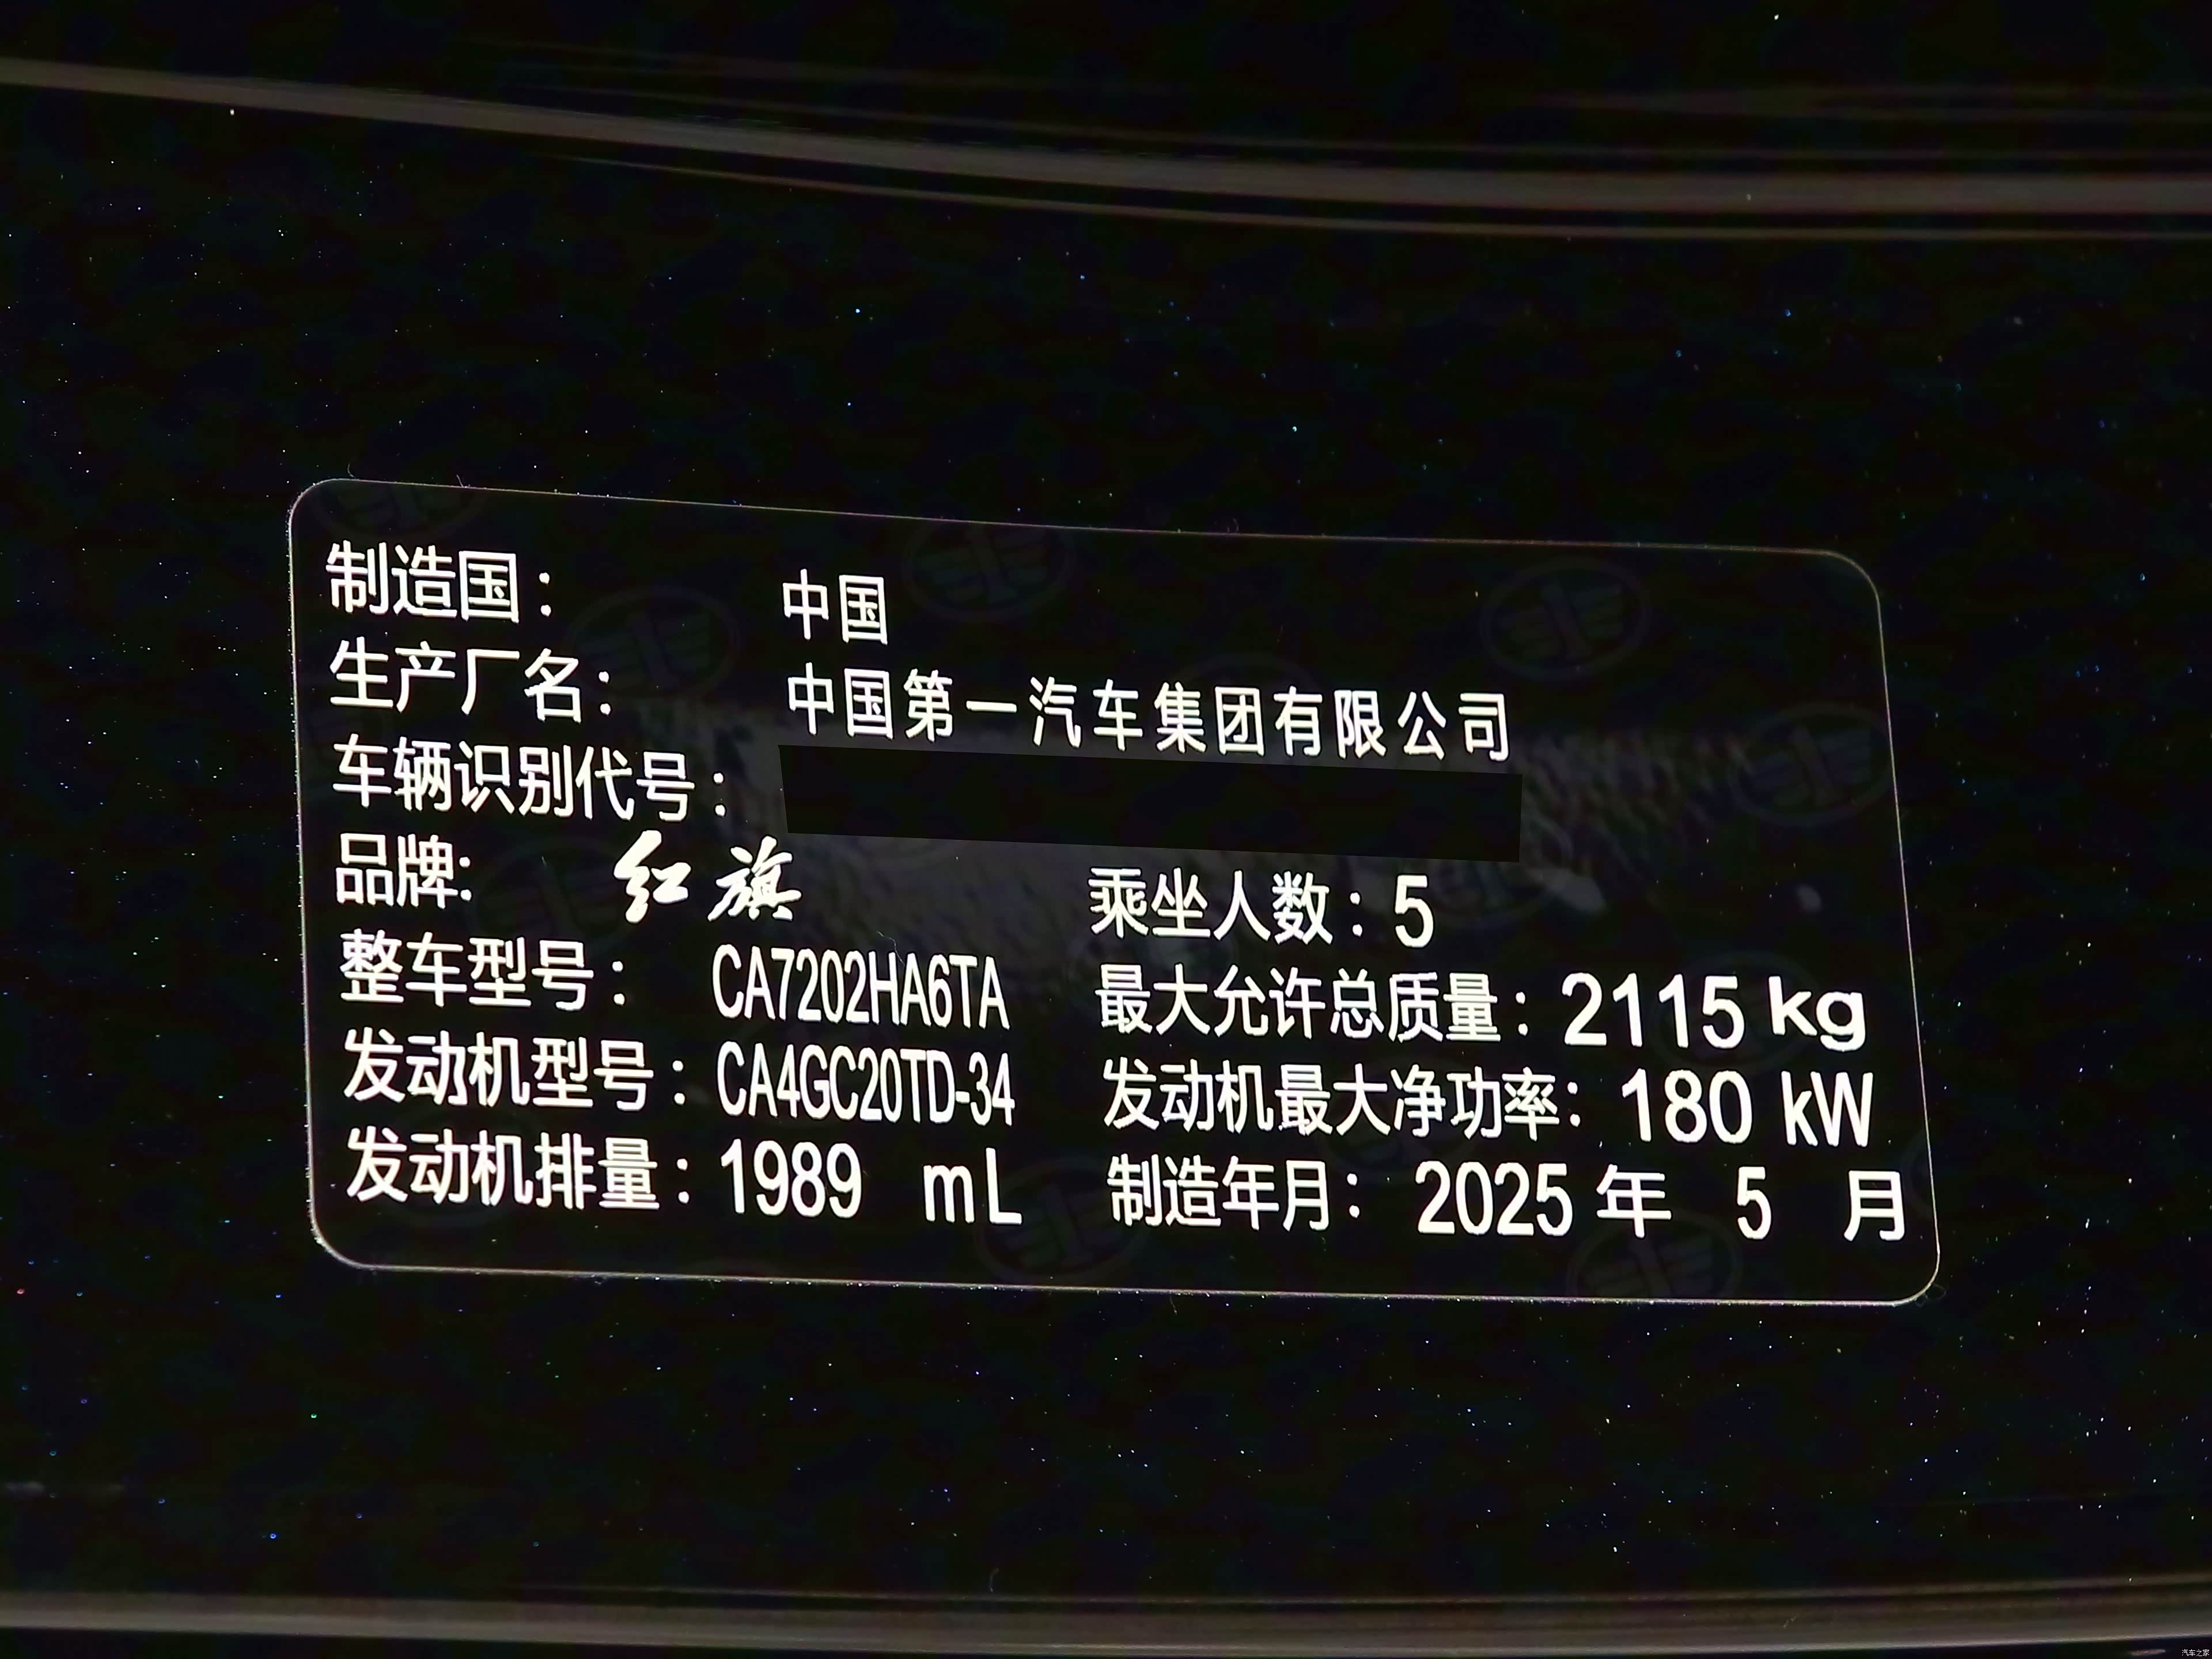 制造国： 中国
生产厂名： 中国第一汽车集团有限公司
车辆识别代号：
品牌: 红旗 乘坐人数：5
整车型号： CA7202HA6TA 最大允许总质量：2115 kg
发动机型号：CA4GC20TD-34 发动机最大净功率：180 kW
发动机排量：1989 mL 制造年月：2025 年 5 月
汽车之家